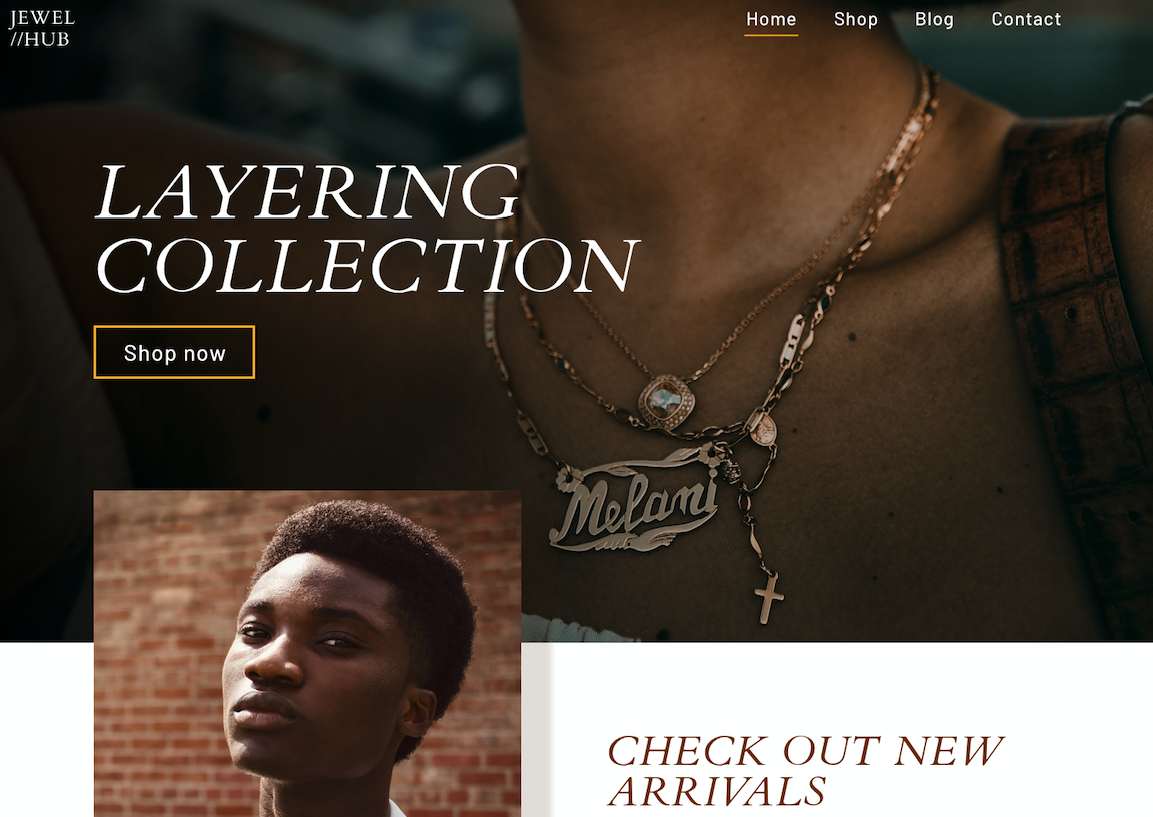 JEWEL
//HUB
Home Shop Blog Contact
LAYERING
COLLECTION
Shop now
Melani
CHECK OUT NEW
ARRIVALS